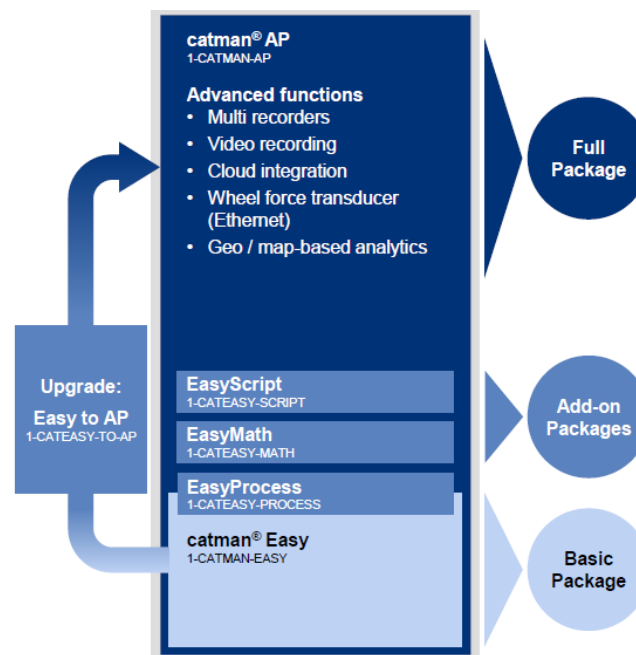 catman® AP
1-CATMAN-AP
Advanced functions
• Multi recorders
• Video recording
• Cloud integration
• Wheel force transducer
(Ethernet)
• Geo / map-based analytics
Full
Package
Upgrade:
Easy to AP
1-CATEASY-TO-AP
EasyScript
1-CATEASY-SCRIPT
EasyMath
1-CATEASY-MATH
EasyProcess
1-CATEASY-PROCESS
Add-on
Packages
catman® Easy
1-CATMAN-EASY
Basic
Package